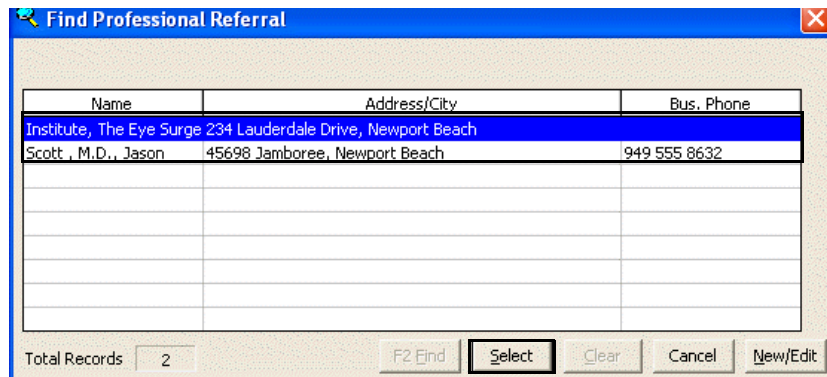 Find Professional Referral
Name Address/City Bus. Phone
Institute, The Eye Surge 234 Lauderdale Drive, Newport Beach
Scott , M.D., Jason 45698 Jamboree, Newport Beach 949 555 8632
Total Records 2 F2 Find Select Clear Cancel New/Edit